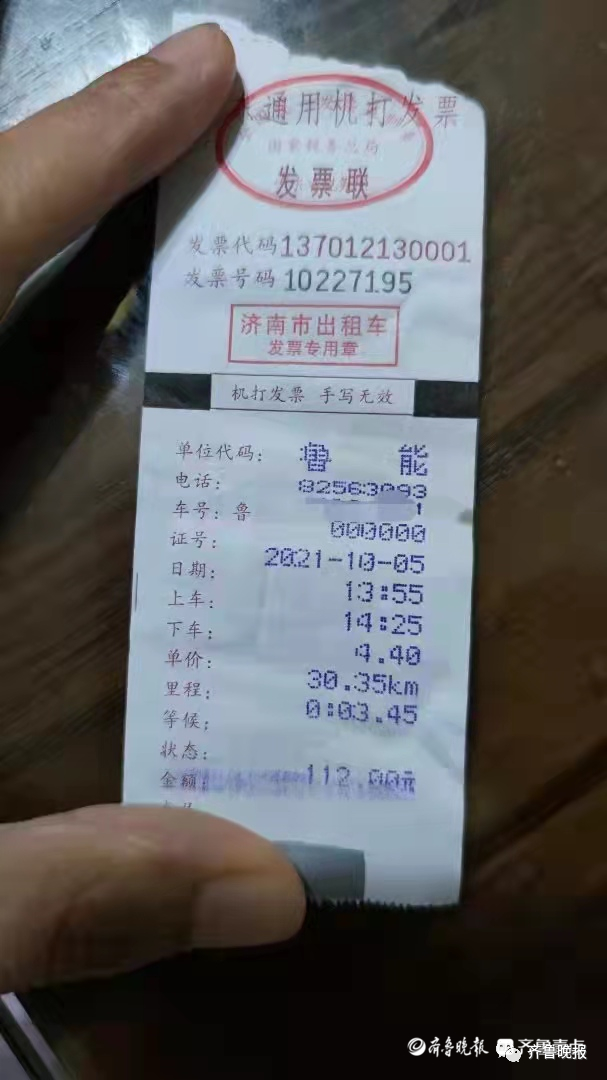 通用机打发票
国家税务总局
发票联
发票代码137012130001
发票号码10227195
济南市出租车
发票专用章
机打发票 手写无效
单位代码: 鲁 能
电话: 82563093
车号: 鲁
证号: 000000
日期: 2021-10-05
上车: 13:55
下车: 14:25
单价: 4.40
里程: 30.35km
等候: 0:03.45
状态:
金额: 112.00元
齐鲁晚报
齐鲁壹点
齐鲁晚报